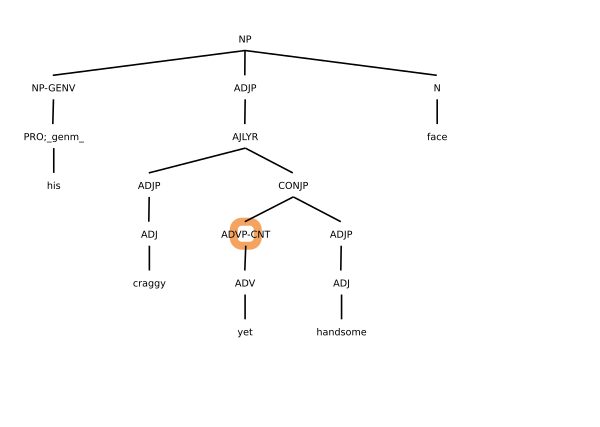 NP
NP-GENV ADJP N
PRO;_genm_ AJLYR face
his ADJP CONJP
ADJ ADVP-CNT ADJP
craggy ADV ADJ
yet handsome